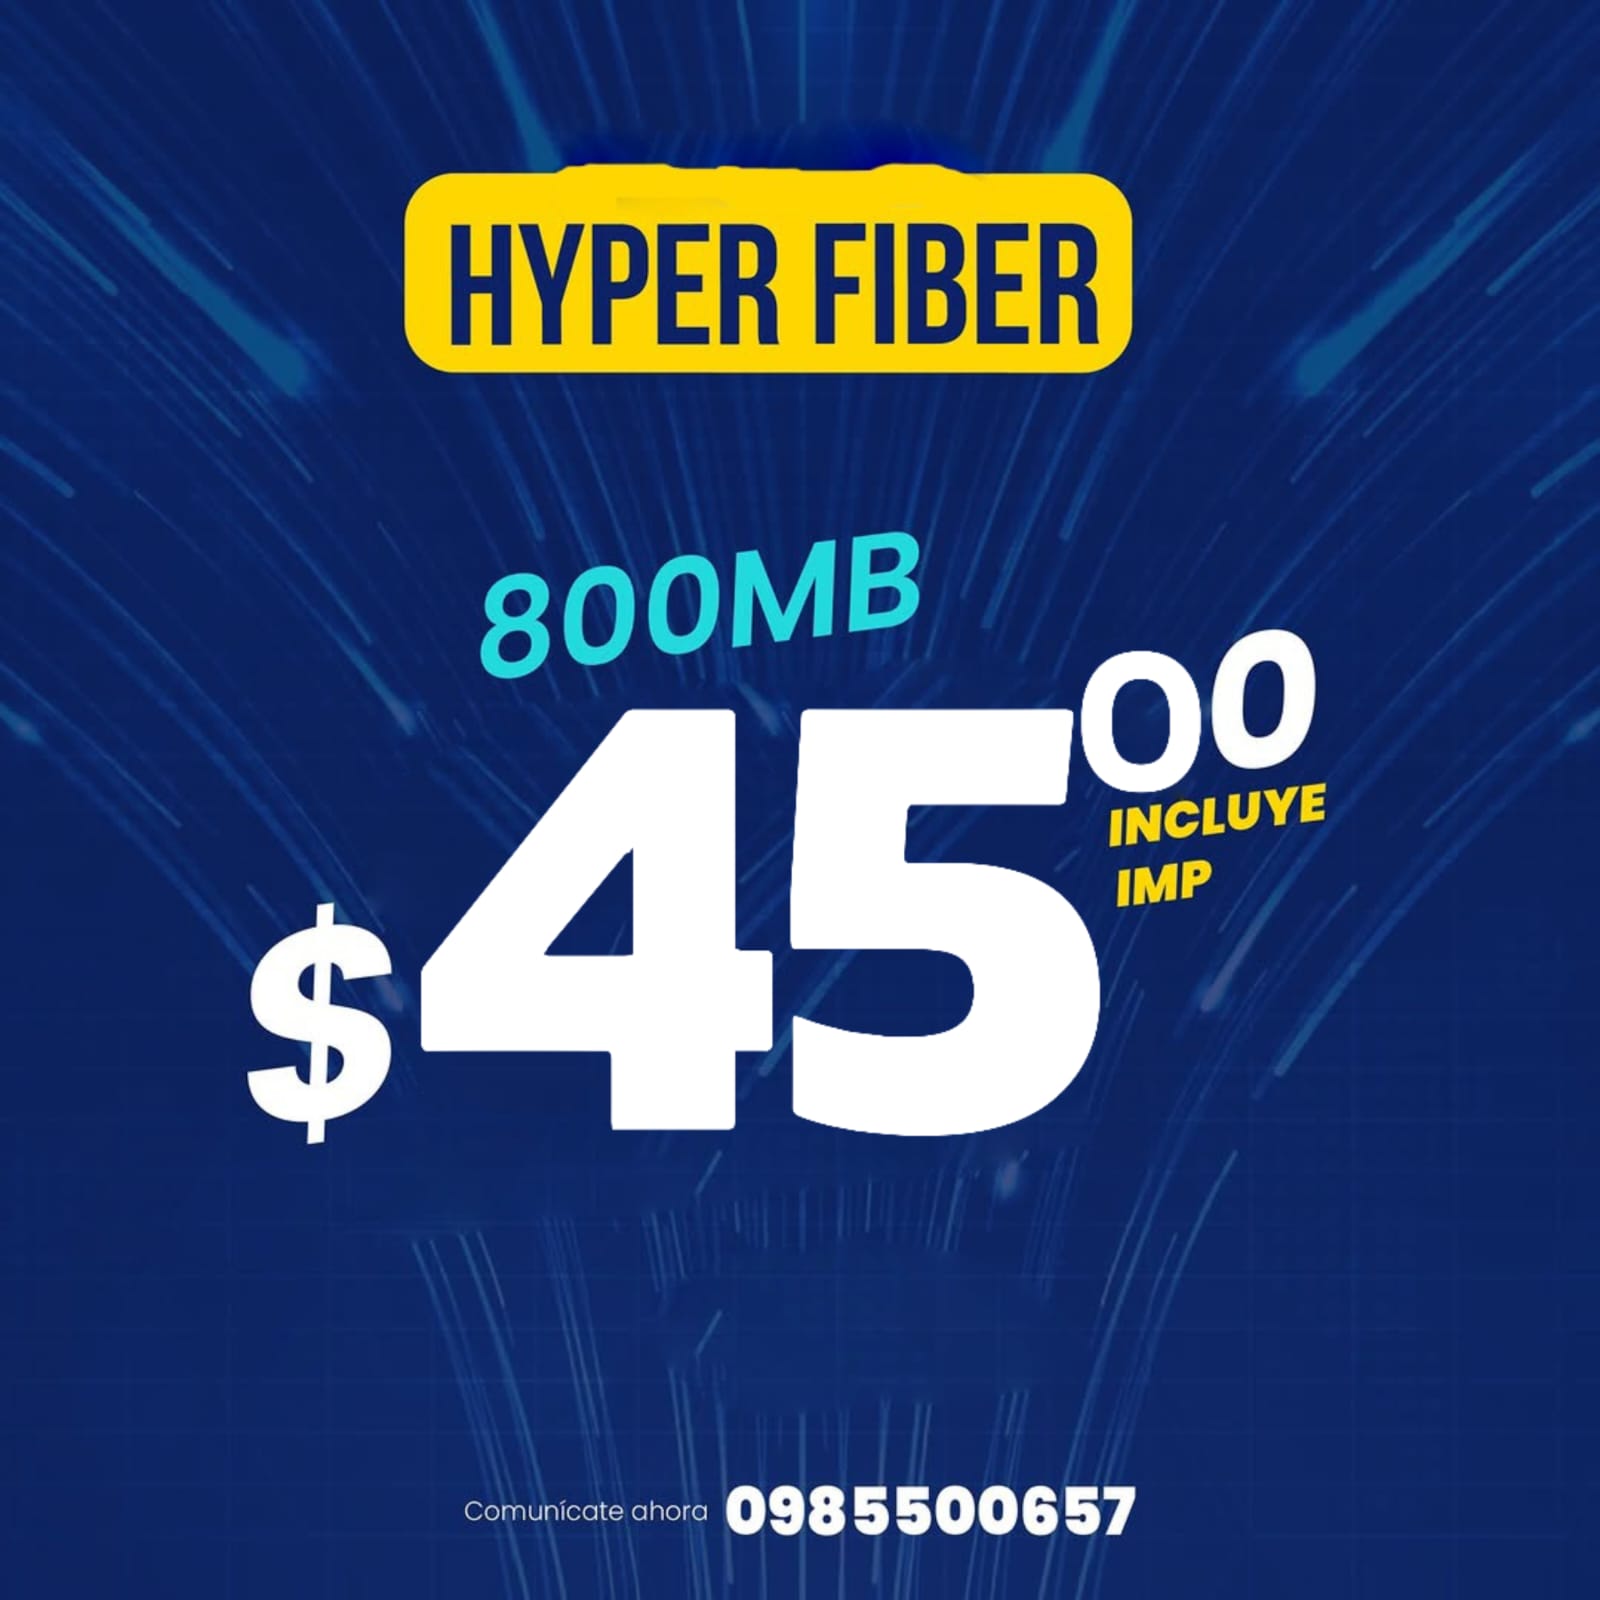 HYPER FIBER
800MB
$4500
INCLUYE
IMP
Comunícate ahora 0985500657